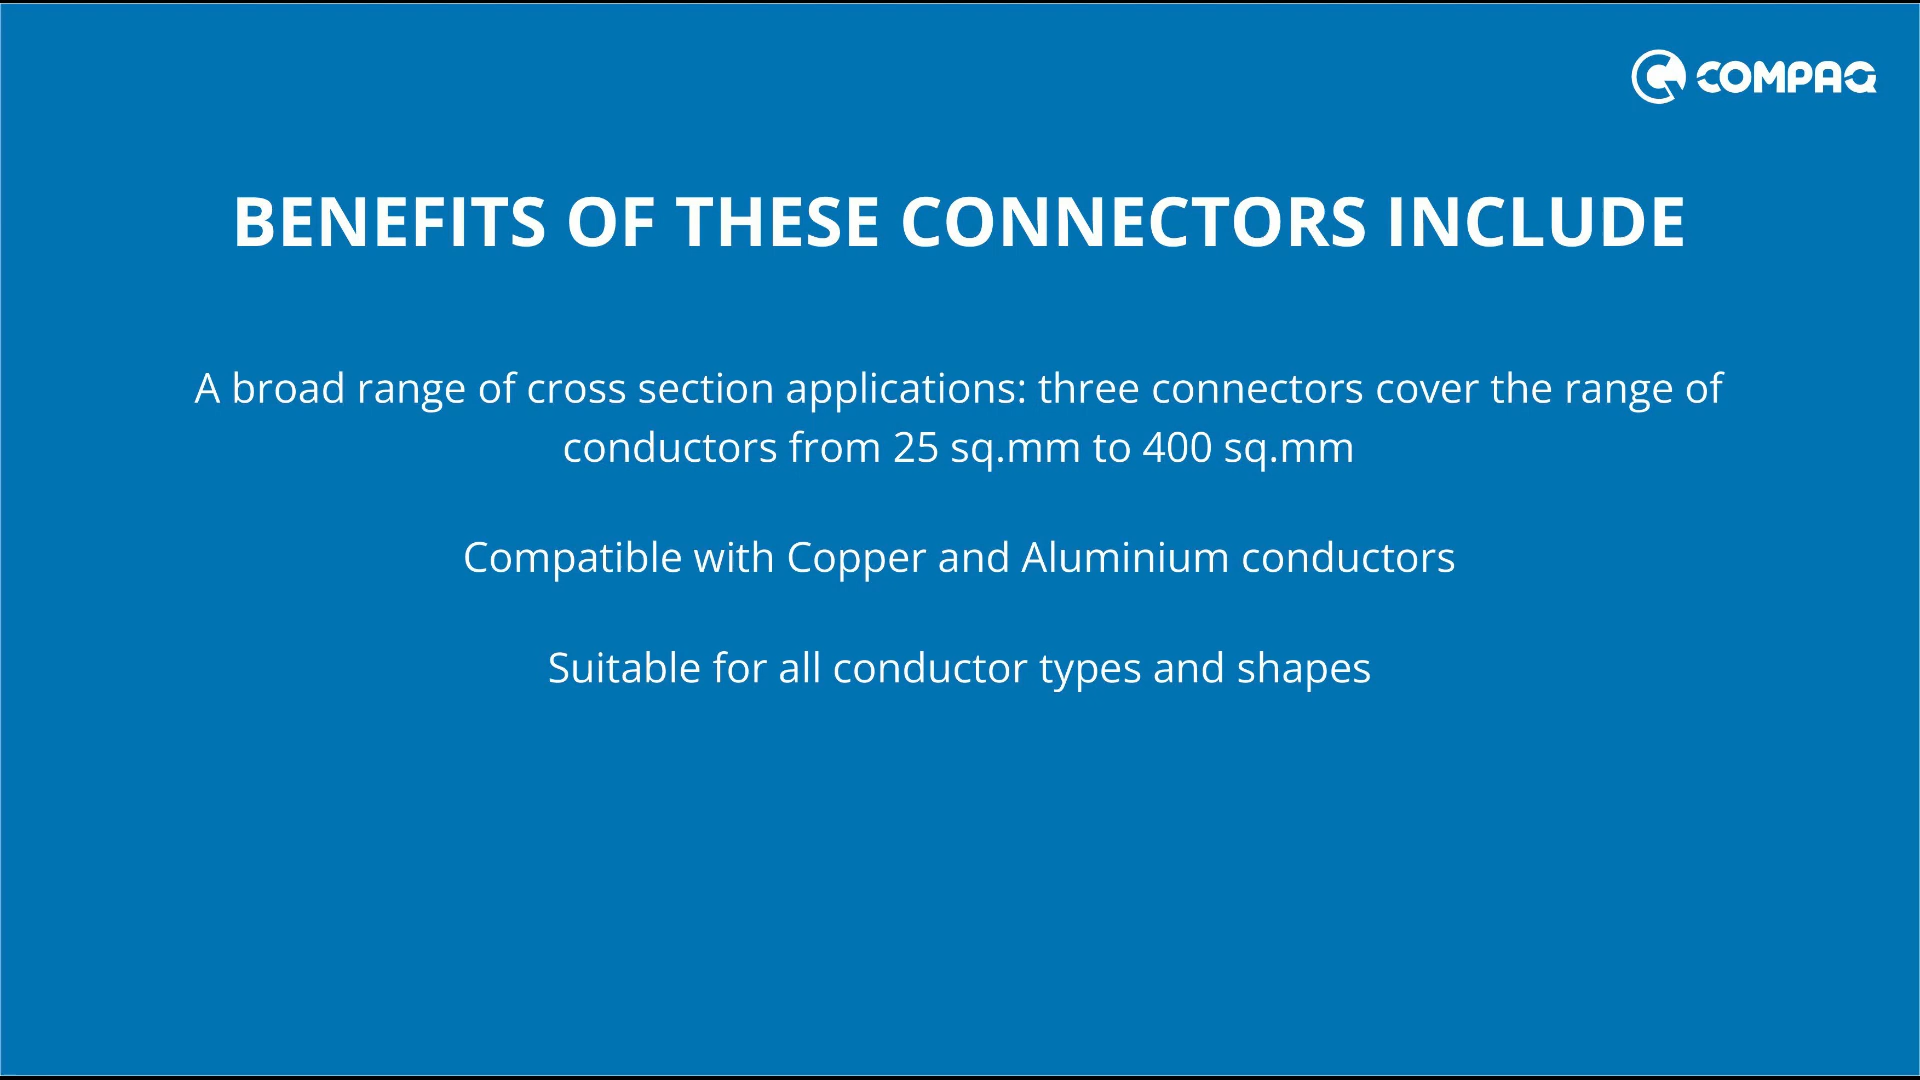 COMPAQ
BENEFITS OF THESE CONNECTORS INCLUDE
A broad range of cross section applications: three connectors cover the range of
conductors from 25 sq.mm to 400 sq.mm
Compatible with Copper and Aluminium conductors
Suitable for all conductor types and shapes